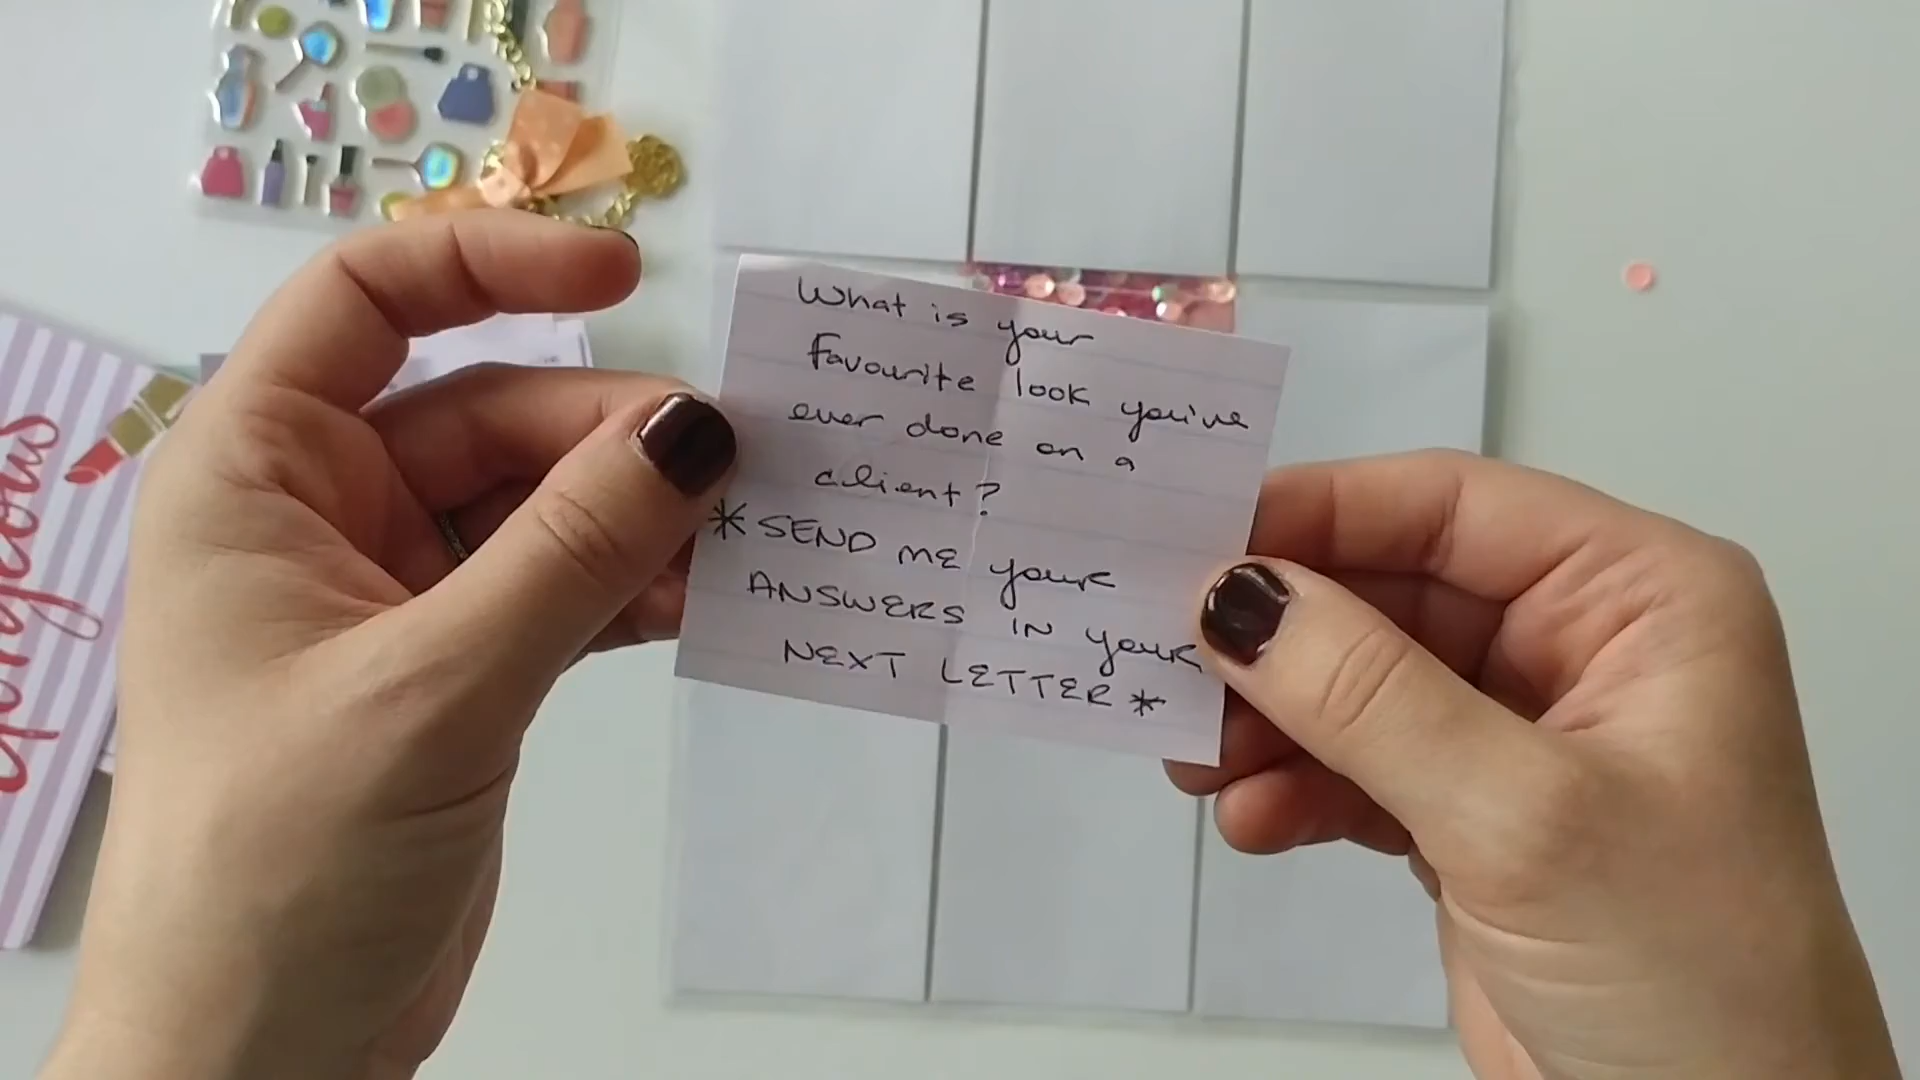 What is your
favourite look you've
ever done on a
client?
*SEND ME YOUR
ANSWERS IN YOUR
NEXT LETTER*
Gorgeous